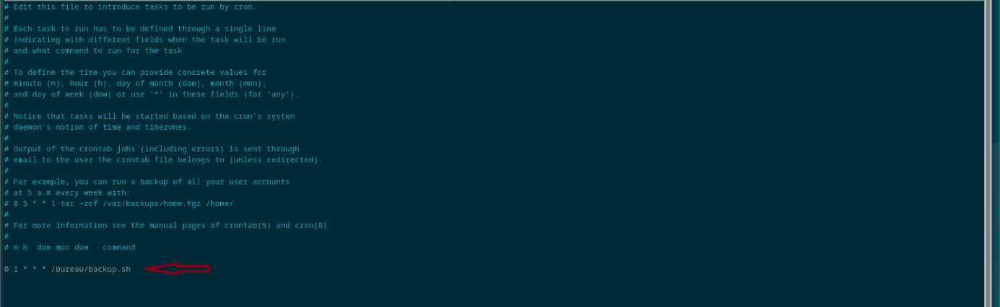 # Edit this file to introduce tasks to be run by cron.
#
# Each task to run has to be defined through a single line
# indicating with different fields when the task will be run
# and what command to run for the task
#
# To define the time you can provide concrete values for
# minute (m), hour (h), day of month (dom), month (mon),
# and day of week (dow) or use '*' in these fields (for 'any').
#
# Notice that tasks will be started based on the cron's system
# daemon's notion of time and timezones.
#
# Output of the crontab jobs (including errors) is sent through
# email to the user the crontab file belongs to (unless redirected).
#
# For example, you can run a backup of all your user accounts
# at 5 a.m every week with:
# 0 5 * * 1 tar -zcf /var/backups/home.tgz /home/
#
# For more information see the manual pages of crontab(5) and cron(8)
#
# m h  dom mon dow   command
0 1 * * * /Bureau/backup.sh